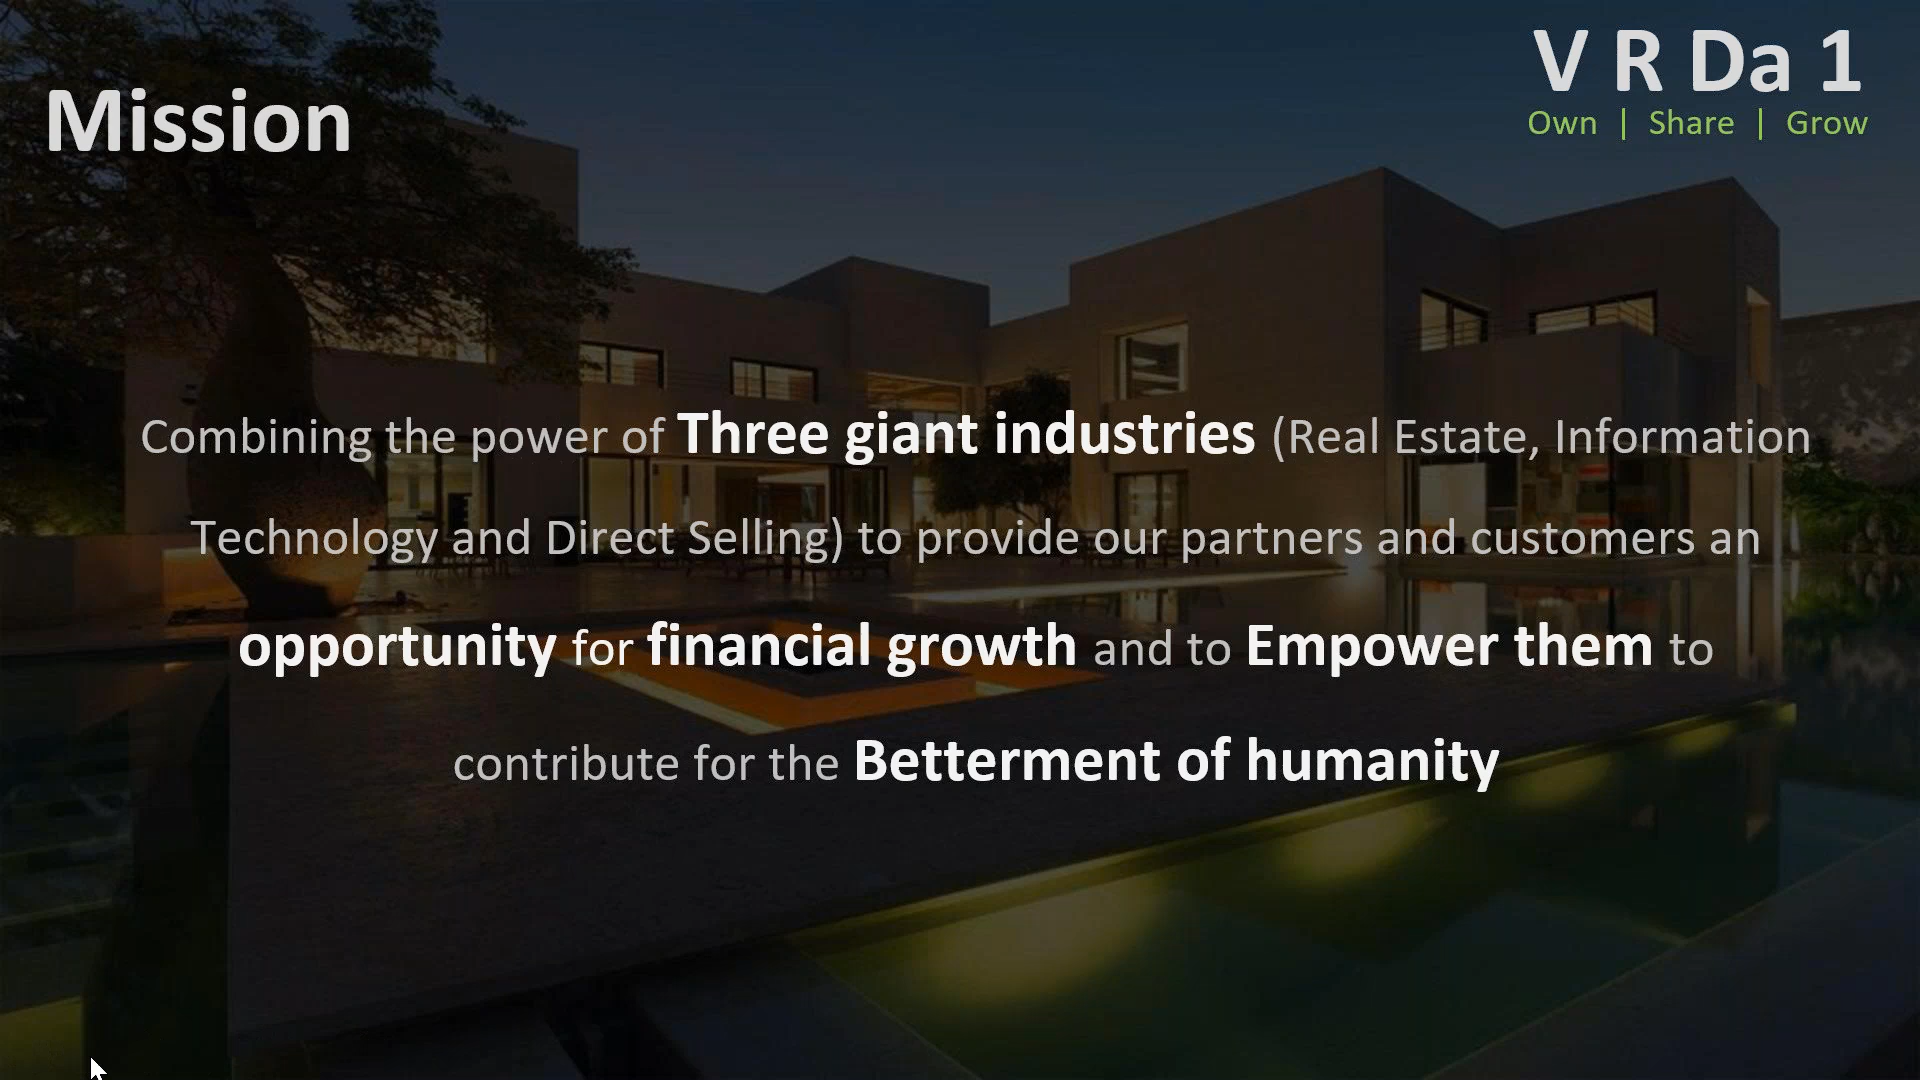 V R Da 1
Own | Share | Grow
Mission
Combining the power of Three giant industries (Real Estate, Information
Technology and Direct Selling) to provide our partners and customers an
opportunity for financial growth and to Empower them to
contribute for the Betterment of humanity